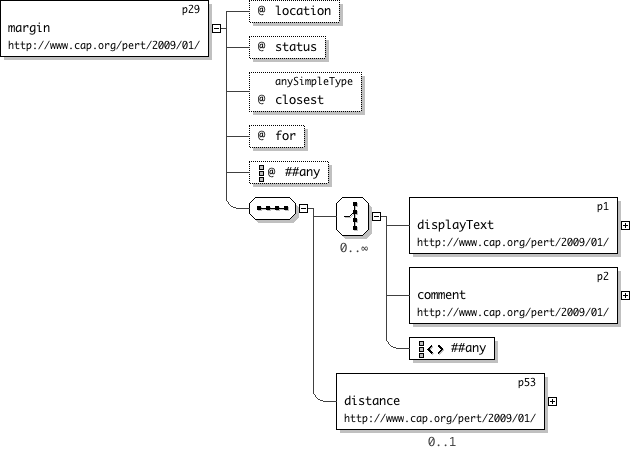 p29
margin
http://www.cap.org/pert/2009/01/
@ location
@ status
anySimpleType
@ closest
@ for
@ ##any
0..∞
p1
displayText
http://www.cap.org/pert/2009/01/
p2
comment
http://www.cap.org/pert/2009/01/
<> ##any
p53
distance
http://www.cap.org/pert/2009/01/
0..1